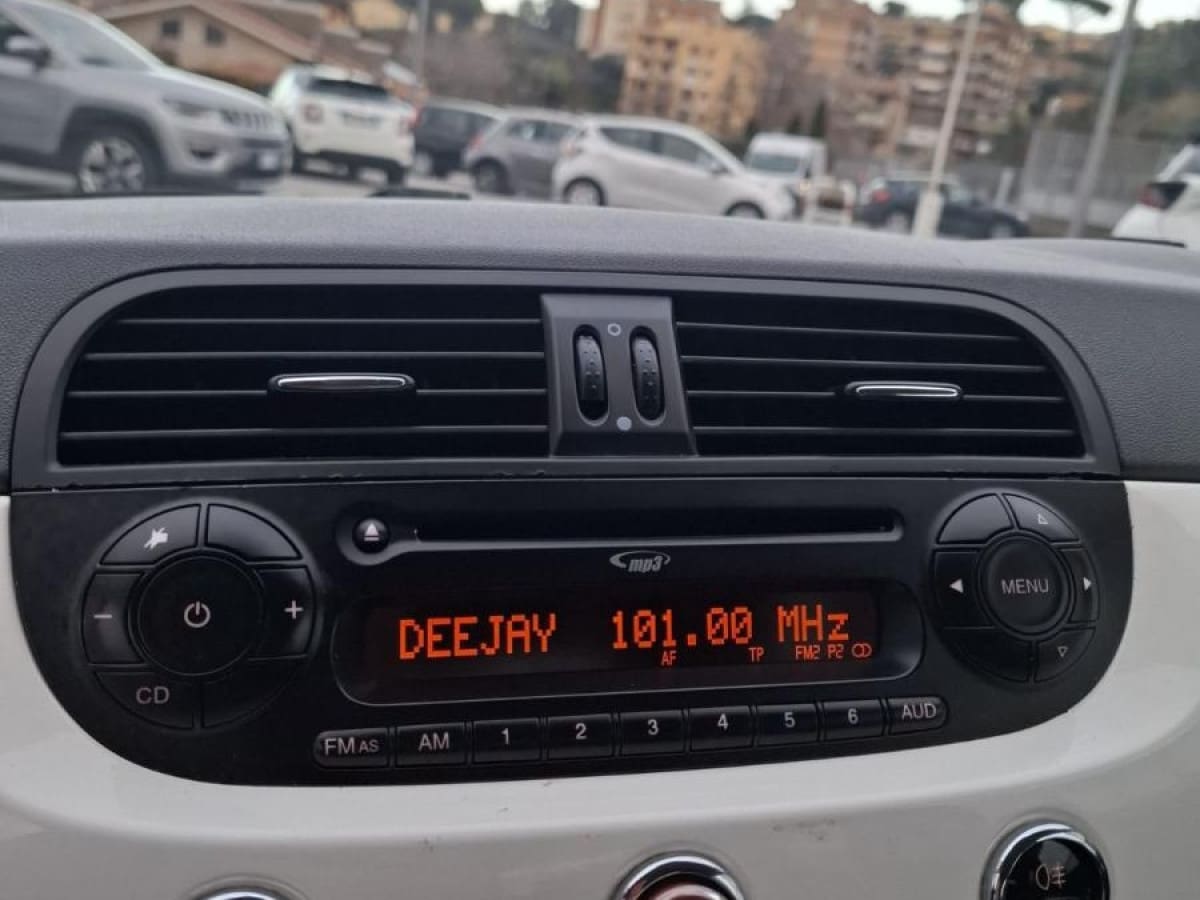 mp3
DEEJAY 101.00 MHz
AF TP FM2 P2
MENU
CD
FM AS AM 1 2 3 4 5 6 AUD